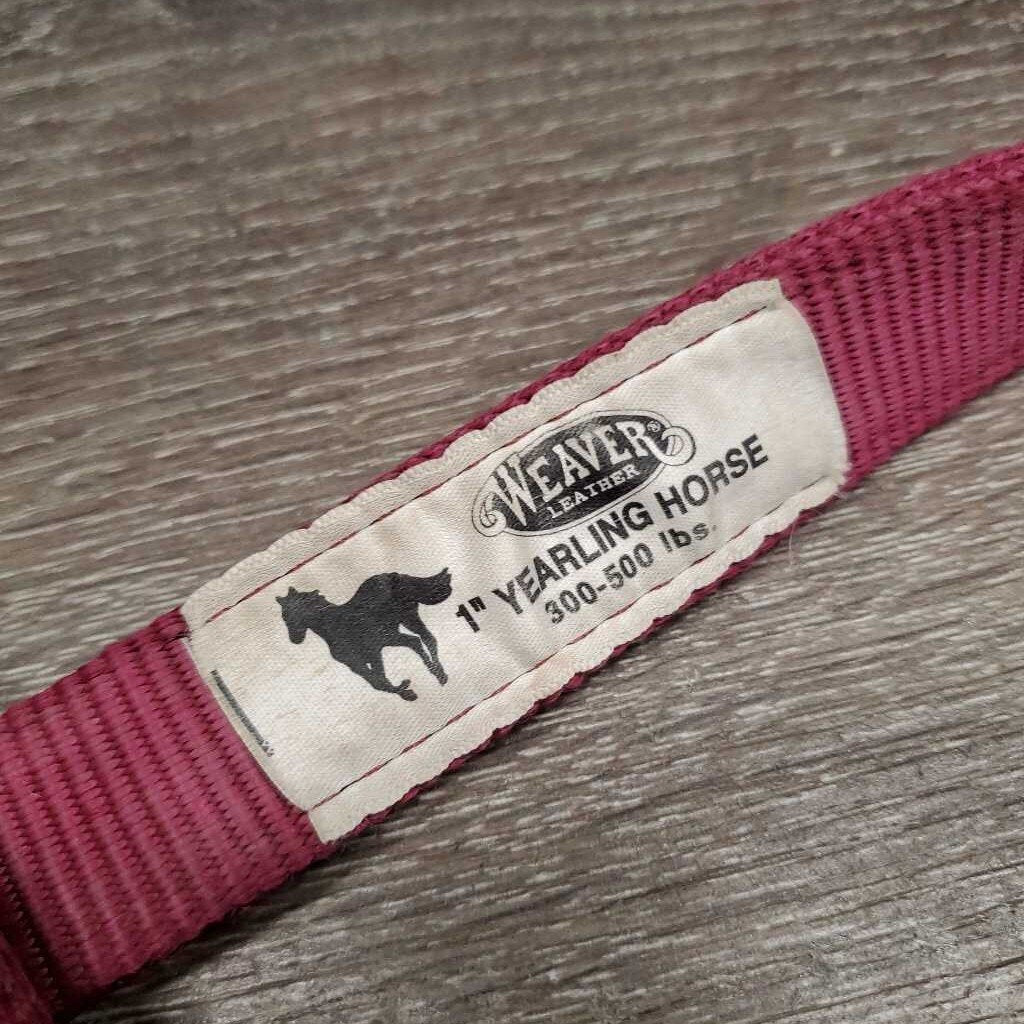 WEAVER®
LEATHER
1" YEARLING HORSE
300-500 lbs.